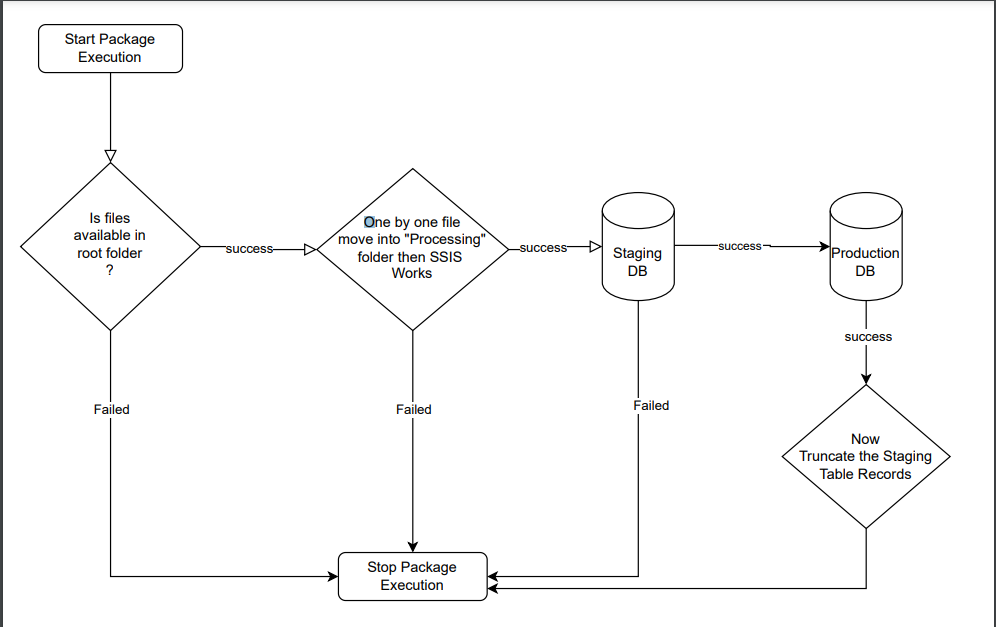 Start Package
Execution
Is files
available in
root folder
?
success
One by one file
move into "Processing"
folder then SSIS
Works
success
Staging
DB
success
Production
DB
success
Failed
Failed
Failed
Now
Truncate the Staging
Table Records
Stop Package
Execution